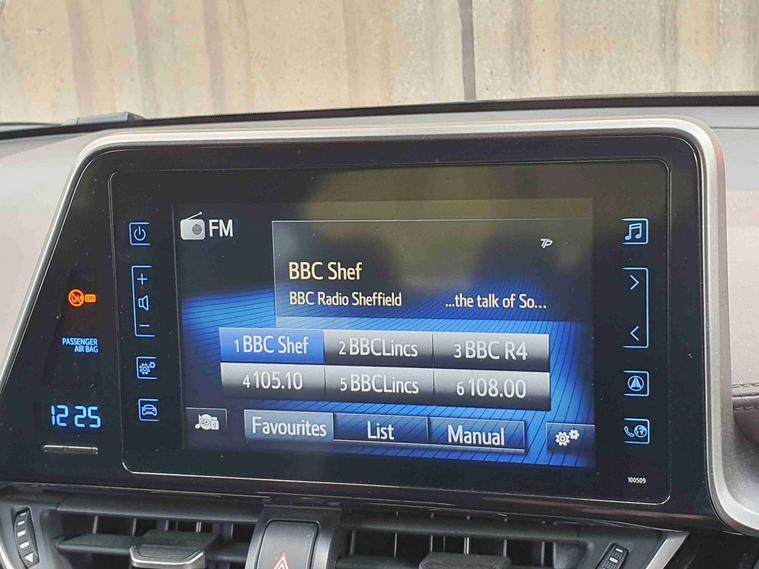 FM
TP
BBC Shef
BBC Radio Sheffield ...the talk of So...
1 BBC Shef 2 BBCLincs 3 BBC R4
4 105.10 5 BBCLincs 6 108.00
Favourites List Manual
ON
PASSENGER
AIR BAG
12:25
100509